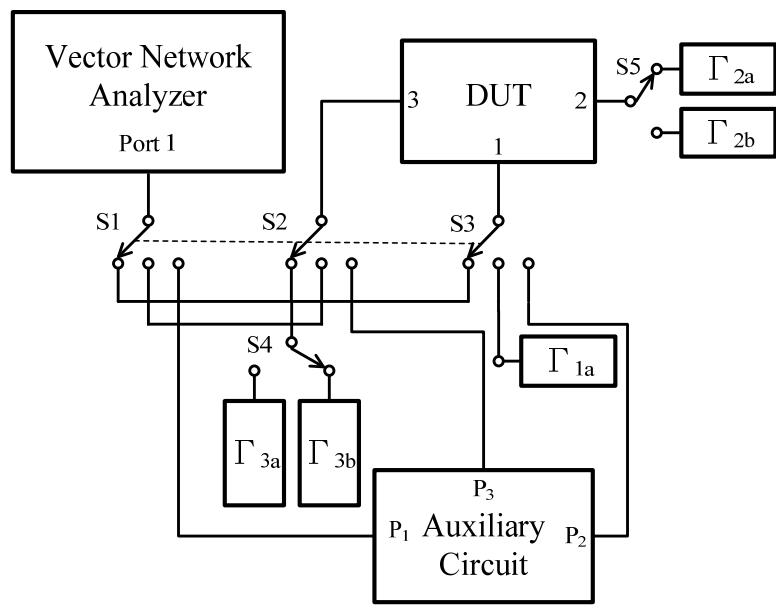 Vector Network
Analyzer
Port 1
DUT
3
2
1
S5
Γ2a
Γ2b
S1
S2
S3
S4
Γ1a
Γ3a
Γ3b
P3
P1
Auxiliary
Circuit
P2